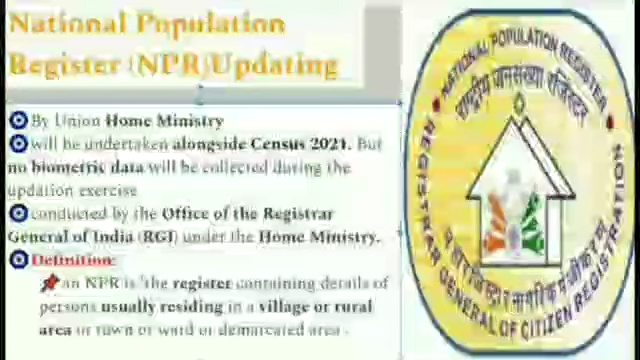 National Population
Register (NPR)Updating
By Union Home Ministry
will be undertaken alongside Census 2021. But
no biometric data will be collected during the
updation exercise
conducted by the Office of the Registrar
General of India (RGI) under the Home Ministry.
Definition:
an NPR is 'the register containing details of
persons usually residing in a village or rural
area or town or ward or demarcated area .
NATIONAL POPULATION REGISTER
राष्ट्रीय जनसंख्या रजिस्टर
REGISTRAR GENERAL OF CITIZEN REGISTRATION